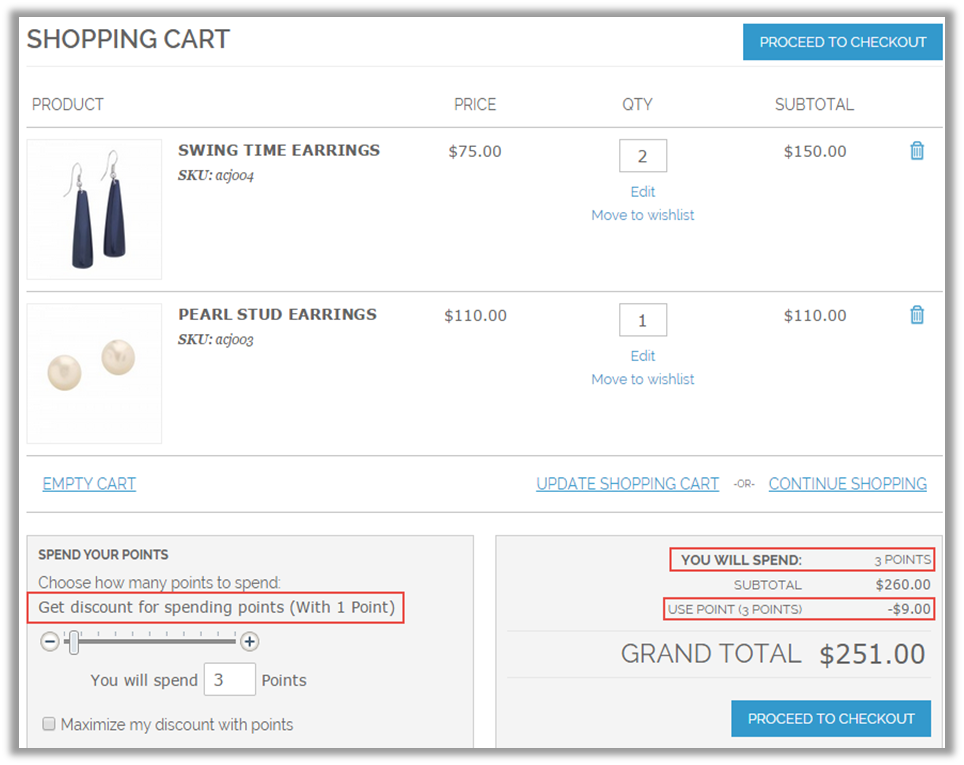 SHOPPING CART
PROCEED TO CHECKOUT
PRODUCT PRICE QTY SUBTOTAL
SWING TIME EARRINGS $75.00 2 $150.00
SKU: acj004
Edit
Move to wishlist
PEARL STUD EARRINGS $110.00 1 $110.00
SKU: acj003
Edit
Move to wishlist
EMPTY CART UPDATE SHOPPING CART -OR- CONTINUE SHOPPING
SPEND YOUR POINTS
Choose how many points to spend:
Get discount for spending points (With 1 Point)
You will spend 3 Points
Maximize my discount with points
YOU WILL SPEND: 3 POINTS
SUBTOTAL $260.00
USE POINT (3 POINTS) -$9.00
GRAND TOTAL $251.00
PROCEED TO CHECKOUT